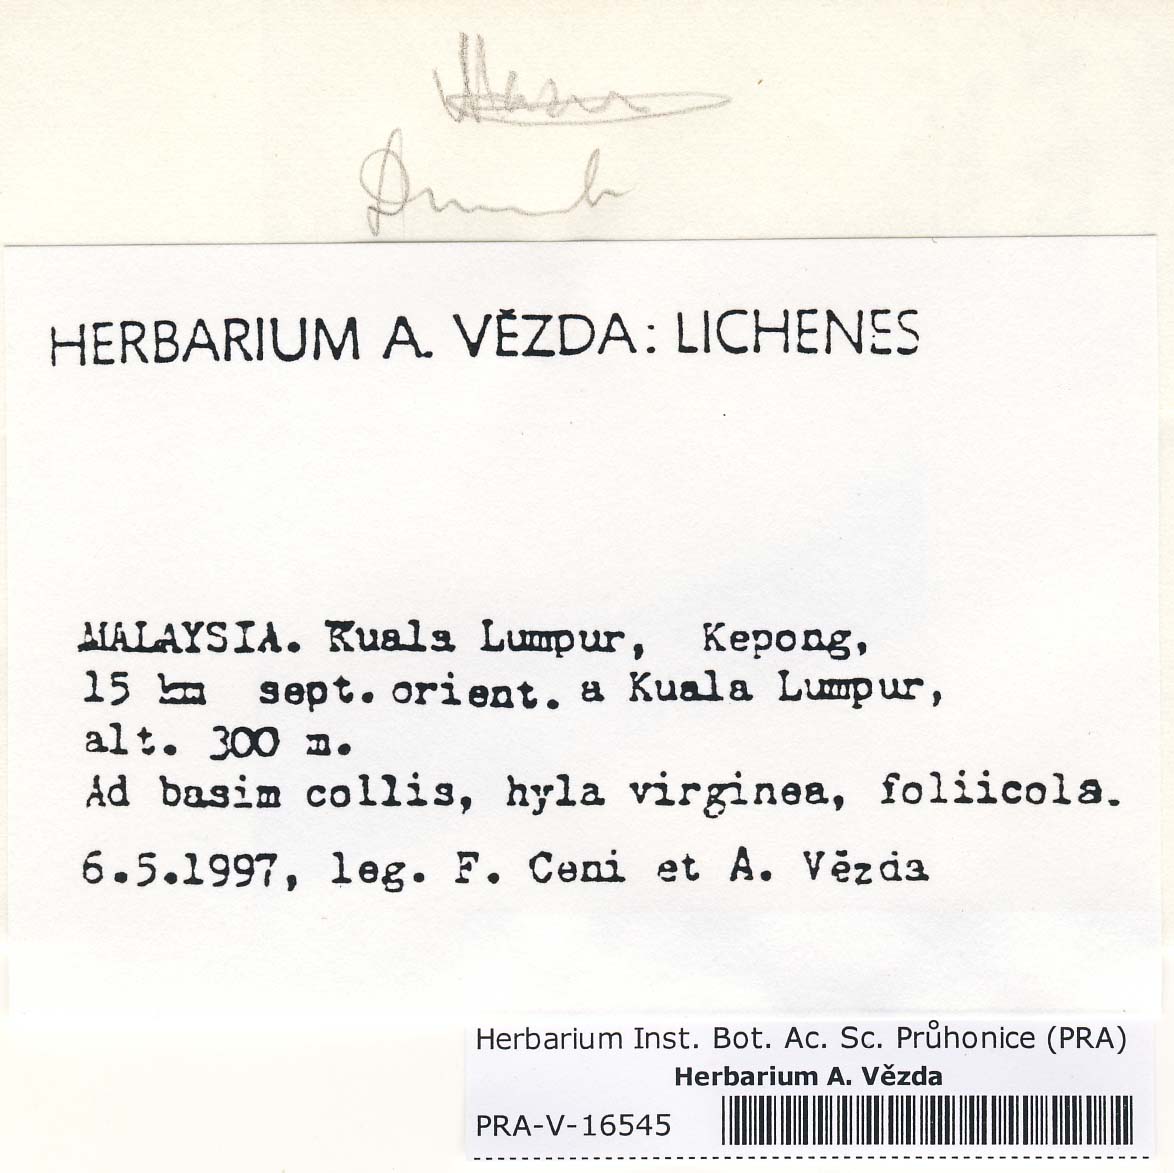 HERBARIUM A. VĚZDA: LICHENES
MALAYSIA. Kuala Lumpur, Kepong,
15 km sept. orient. a Kuala Lumpur,
alt. 300 m.
Ad basim collis, hyla virginea, foliicola.
6.5.1997, leg. F. Ceni et A. Vězda
Herbarium Inst. Bot. Ac. Sc. Průhonice (PRA)
Herbarium A. Vězda
PRA-V-16545